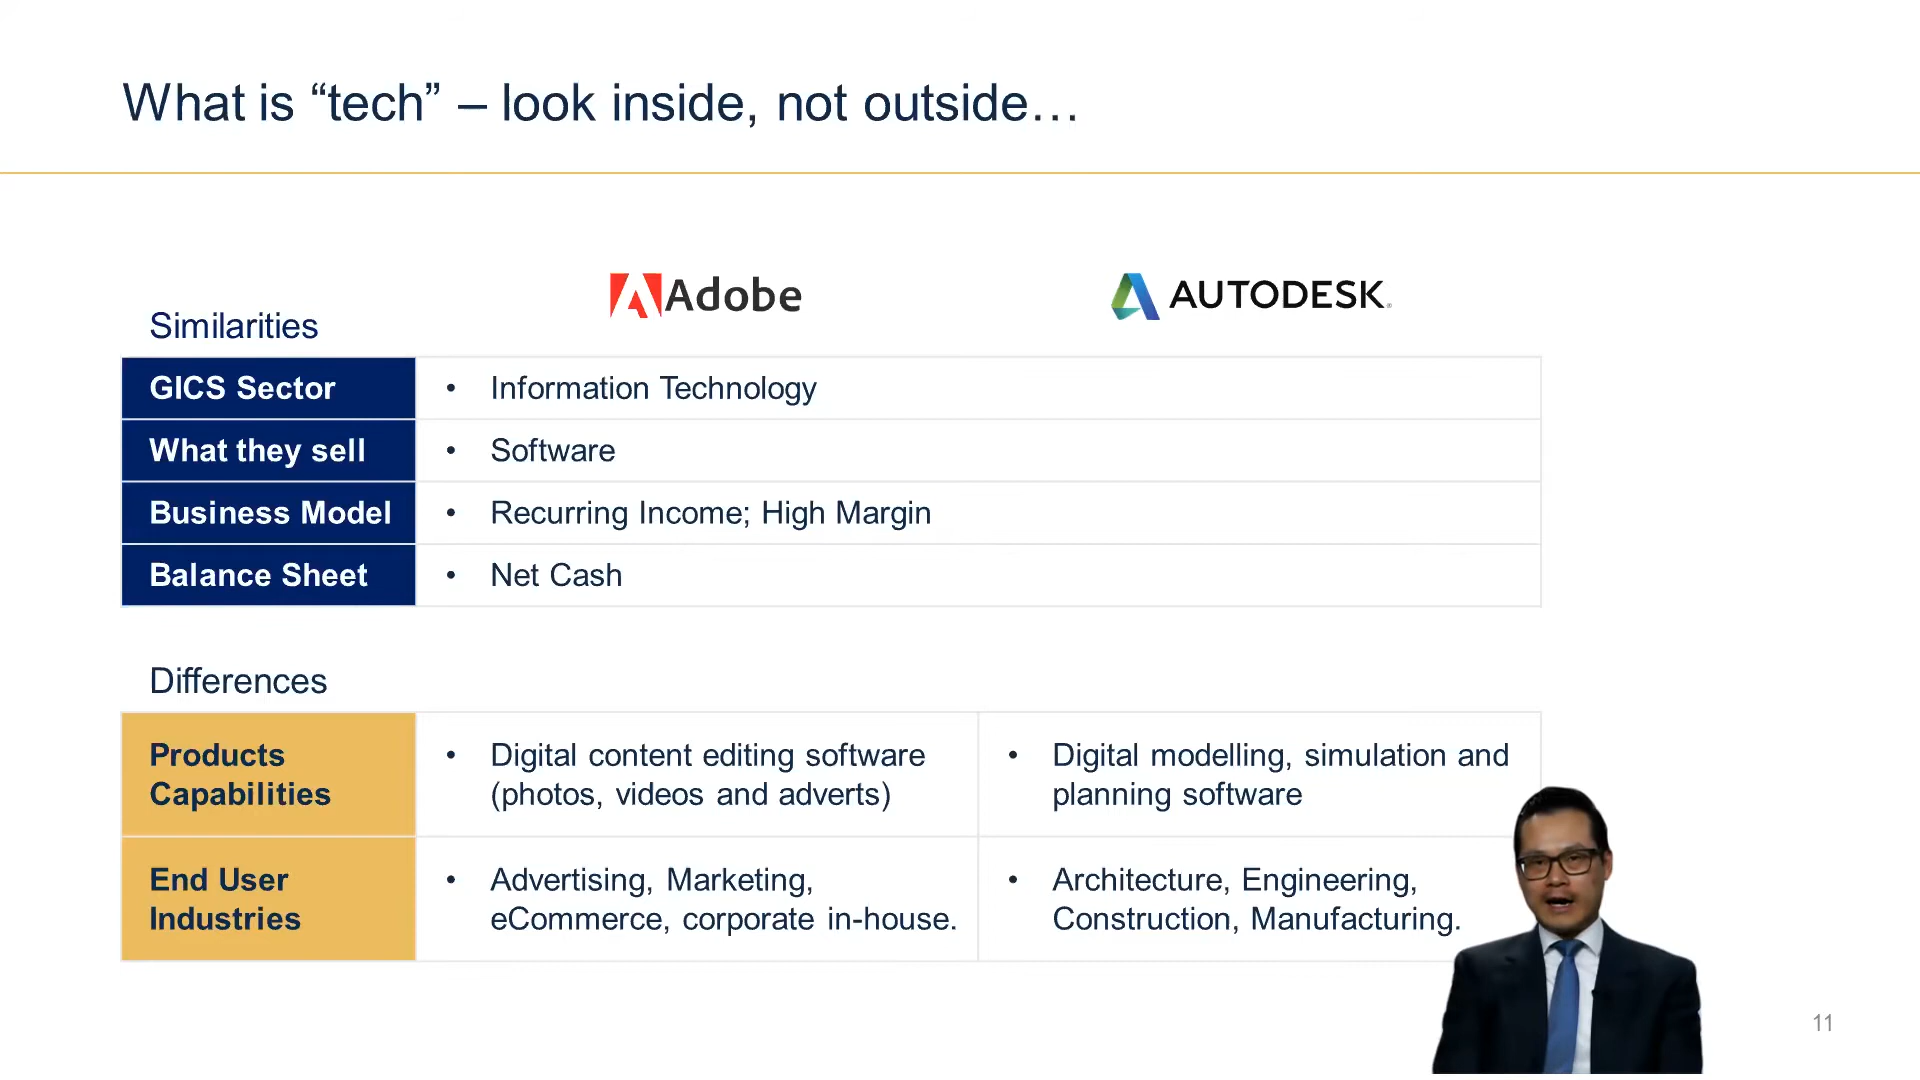 What is “tech” – look inside, not outside…
Adobe
AUTODESK
Similarities
GICS Sector
• Information Technology
What they sell
• Software
Business Model
• Recurring Income; High Margin
Balance Sheet
• Net Cash
Differences
Products
Capabilities
• Digital content editing software
(photos, videos and adverts)
• Digital modelling, simulation and
planning software
End User
Industries
• Advertising, Marketing,
eCommerce, corporate in-house.
• Architecture, Engineering,
Construction, Manufacturing.
11